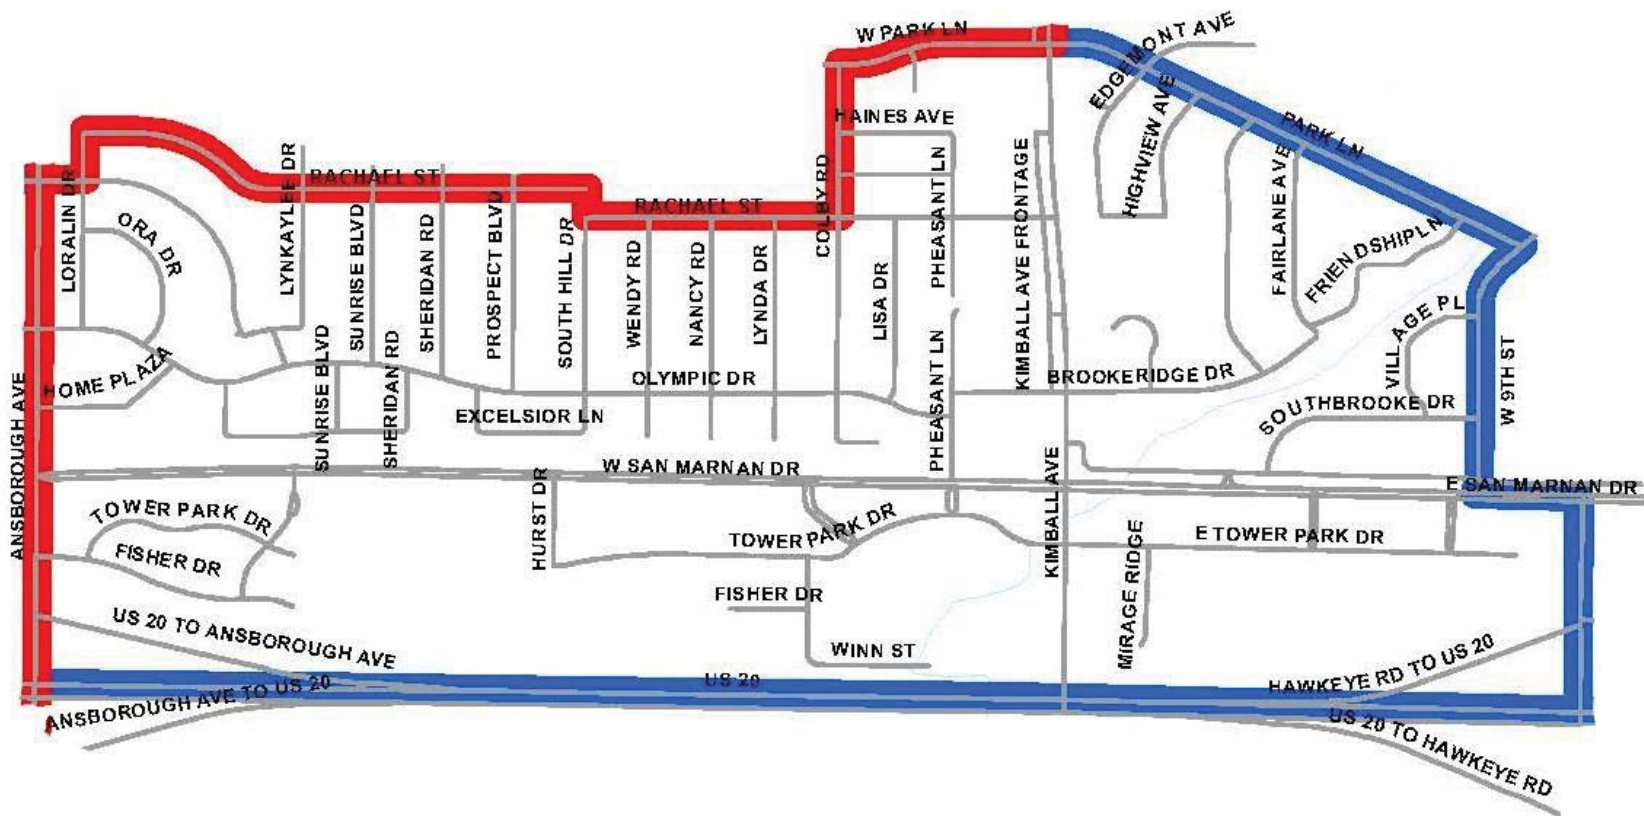 W PARK LN
EDGEMONT AVE
HAINES AVE
HIGHVIEW AVE
PARK LN
LORALIN DR
ORA DR
LYNKAYLEE DR
RACHAEL ST
SUNRISE BLVD
SHERIDAN RD
PROSPECT BLVD
SOUTH HILL DR
RACHAEL ST
WENDY RD
NANCY RD
LYNDA DR
COLBY RD
LISA DR
PHEASANT LN
KIMBALL AVE FRONTAGE
FAIRLANE AVE
FRIENDSHIP LN
VILLAGE PL
W 9TH ST
HOME PLAZA
ANSBOROUGH AVE
SUNRISE BLVD
SHERIDAN RD
OLYMPIC DR
EXCELSIOR LN
PHEASANT LN
BROOKERIDGE DR
SOUTHBROOKE DR
W SAN MARNAN DR
E SAN MARNAN DR
TOWER PARK DR
FISHER DR
HURST DR
TOWER PARK DR
KIMBALL AVE
E TOWER PARK DR
FISHER DR
MIRAGE RIDGE
WINN ST
US 20 TO ANSBOROUGH AVE
US 20
HAWKEYE RD TO US 20
ANSBOROUGH AVE TO US 20
US 20 TO HAWKEYE RD